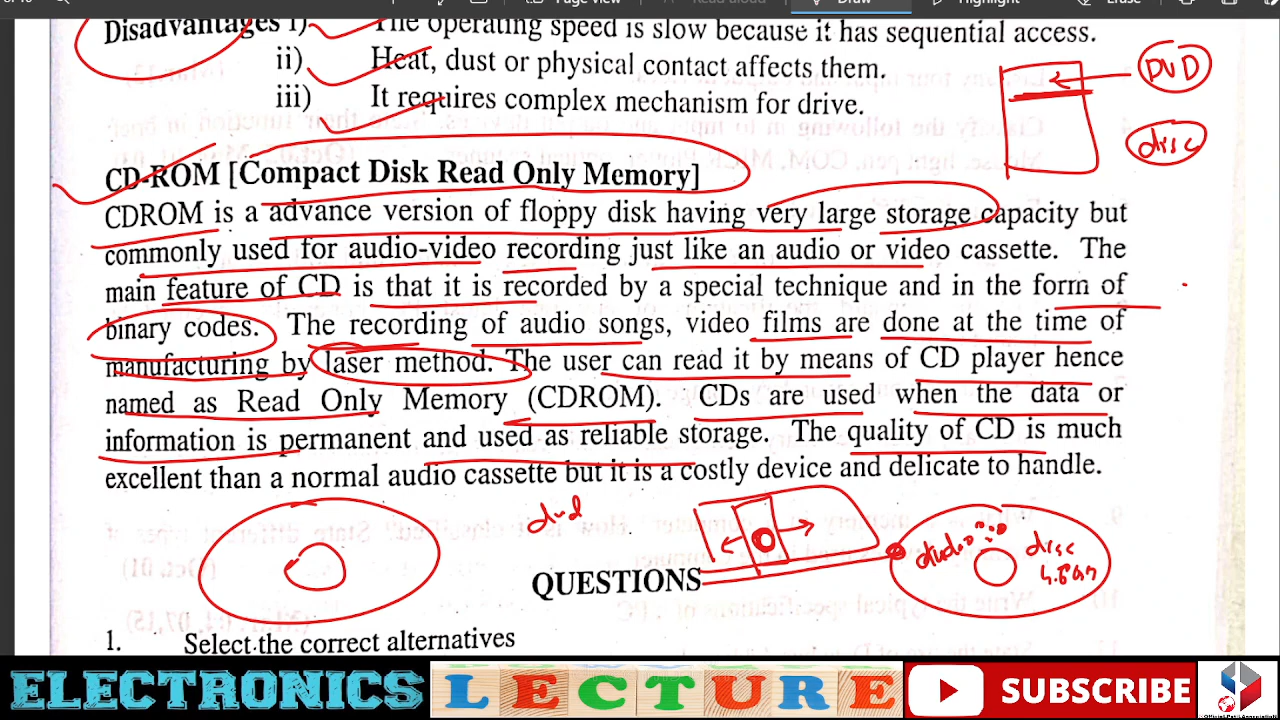 Page view
Read aloud
Draw
Highlight
Erase
Disadvantages i) The operating speed is slow because it has sequential access.
ii) Heat, dust or physical contact affects them.
iii) It requires complex mechanism for drive.
DVD
disc
CD-ROM [Compact Disk Read Only Memory]
CDROM is a advance version of floppy disk having very large storage capacity but
commonly used for audio-video recording just like an audio or video cassette. The
main feature of CD is that it is recorded by a special technique and in the form of
binary codes. The recording of audio songs, video films are done at the time of
manufacturing by laser method. The user can read it by means of CD player hence
named as Read Only Memory (CDROM). CDs are used when the data or
information is permanent and used as reliable storage. The quality of CD is much
excellent than a normal audio cassette but it is a costly device and delicate to handle.
dvd
disc
QUESTIONS
1. Select the correct alternatives
ELECTRONICS LECTURE SUBSCRIBE